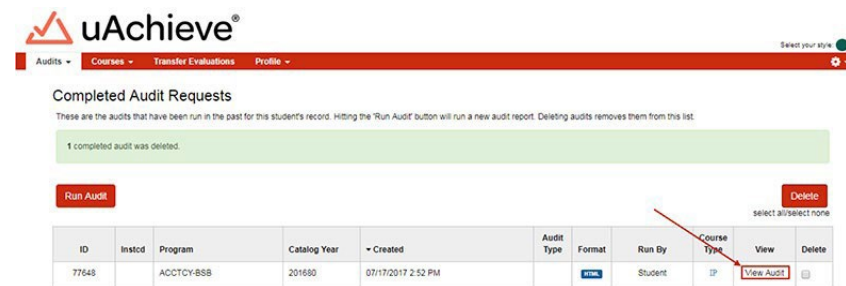 uAchieve®
Select your style:
Audits Courses Transfer Evaluations Profile
Completed Audit Requests
These are the audits that have been run in the past for this student's record. Hitting the 'Run Audit' button will run a new audit report. Deleting audits removes them from this list.
1 completed audit was deleted.
Run Audit Delete
select all/select none
ID Instcd Program Catalog Year Created Audit Type Format Run By Course Type View Delete
77648 ACCTCY-BSB 201680 07/17/2017 2:52 PM HTML Student IP View Audit